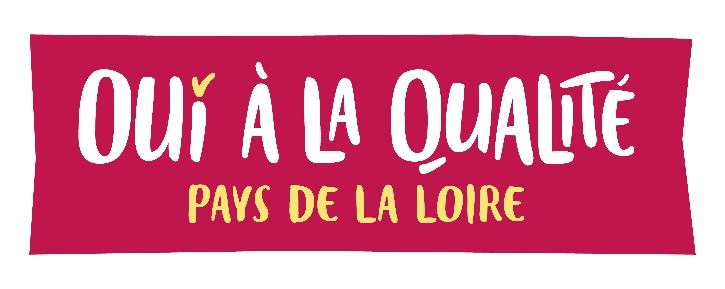 OUi À LA QUALITÉ
PAYS DE LA LOIRE